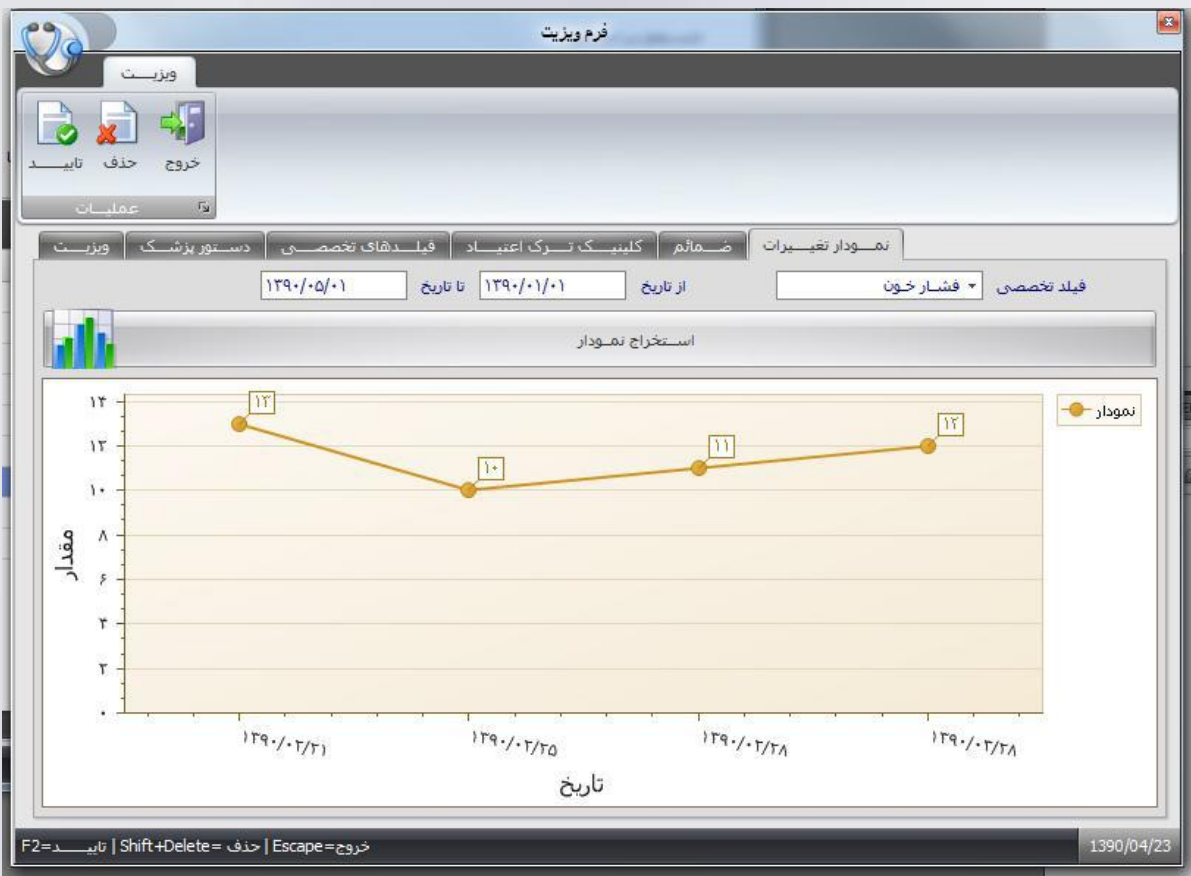 فرم ویزیت
ویزیت
خروج حذف تایید
عملیات
نمودار تغییرات ضمائم کلینیک ترک اعتیاد فیلدهای تخصصی دستور پزشک ویزیت
فیلد تخصصی فشار خون از تاریخ ۱۳۹۰/۰۱/۰۱ تا تاریخ ۱۳۹۰/۰۵/۰۱
استخراج نمودار
نمودار
۱۴
۱۲
۱۰
۸
۶
۴
۲
۰
مقدار
۱۳
۱۰
۱۱
۱۲
۱۳۹۰/۰۲/۲۱
۱۳۹۰/۰۲/۲۵
۱۳۹۰/۰۲/۲۸
۱۳۹۰/۰۲/۲۸
تاریخ
خروج=Escape | حذف =Shift+Delete | تایید=F2
1390/04/23